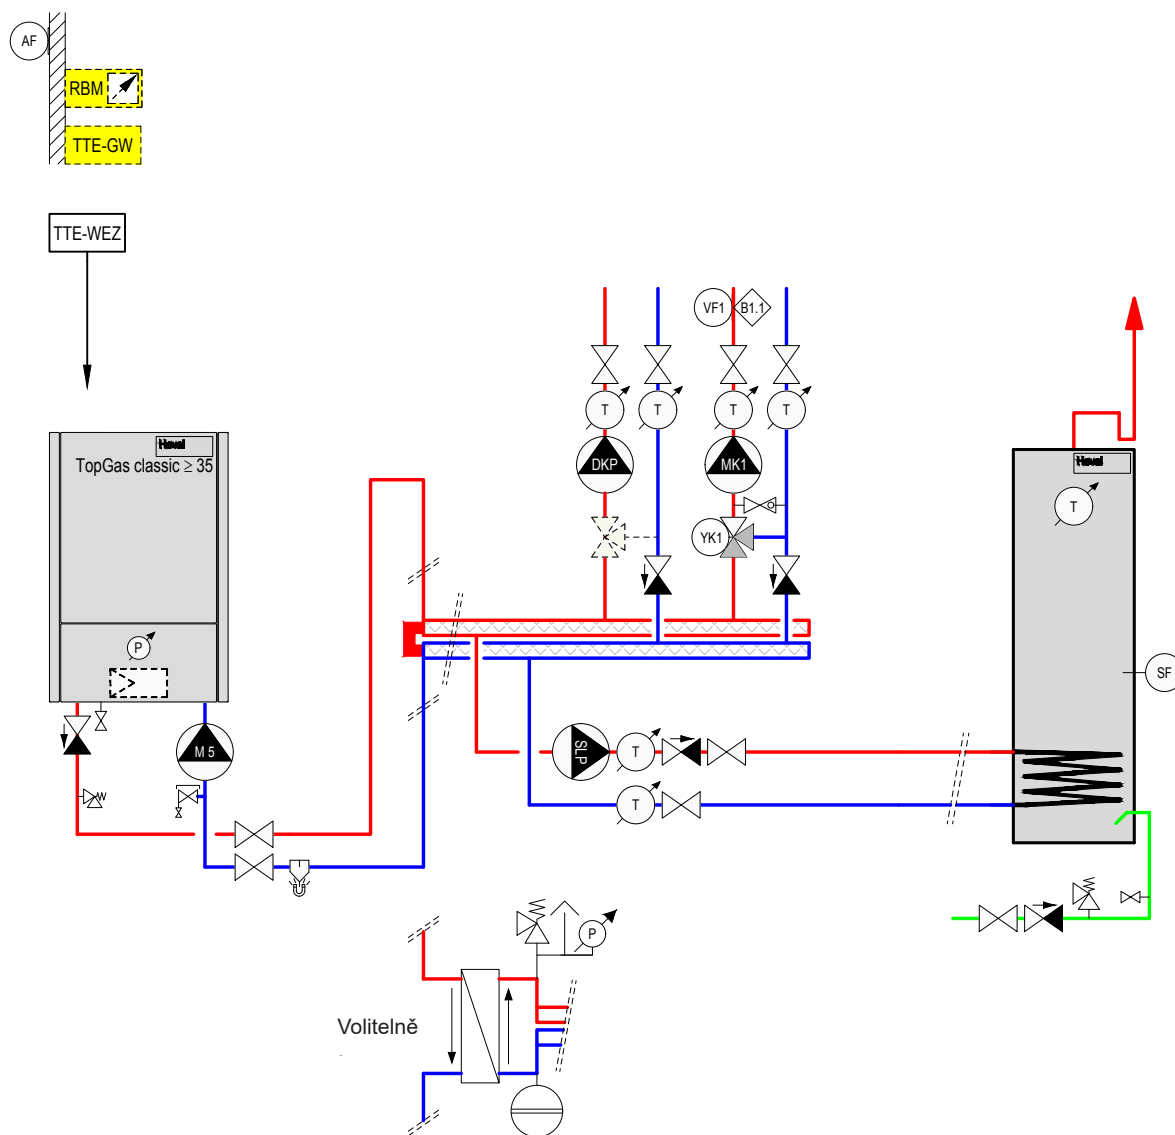 AF
RBM
TTE-GW
TTE-WEZ
VF1
B1.1
T
T
T
T
DKP
MK1
YK1
Hoval
TopGas classic ≥ 35
P
M 5
Hoval
T
SF
SLP
T
T
P
Volitelně